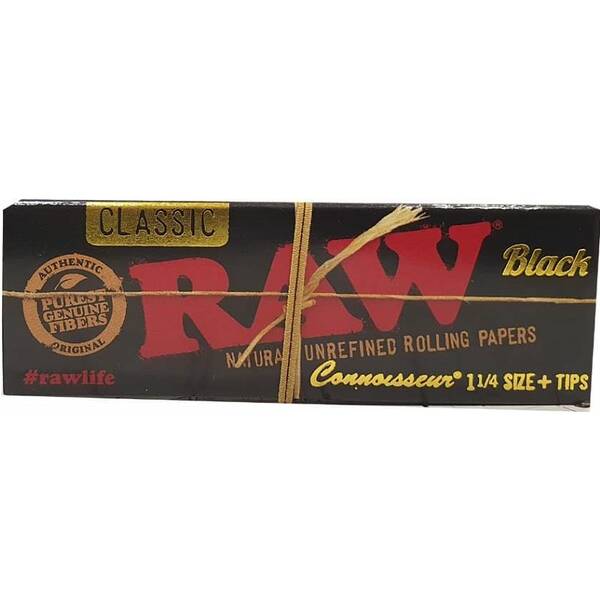 CLASSIC
RAW®
Black
AUTHENTIC
PUREST
GENUINE
FIBERS
ORIGINAL
NATURAL UNREFINED ROLLING PAPERS
#rawlife
Connoisseur® 1 1/4 SIZE + TIPS